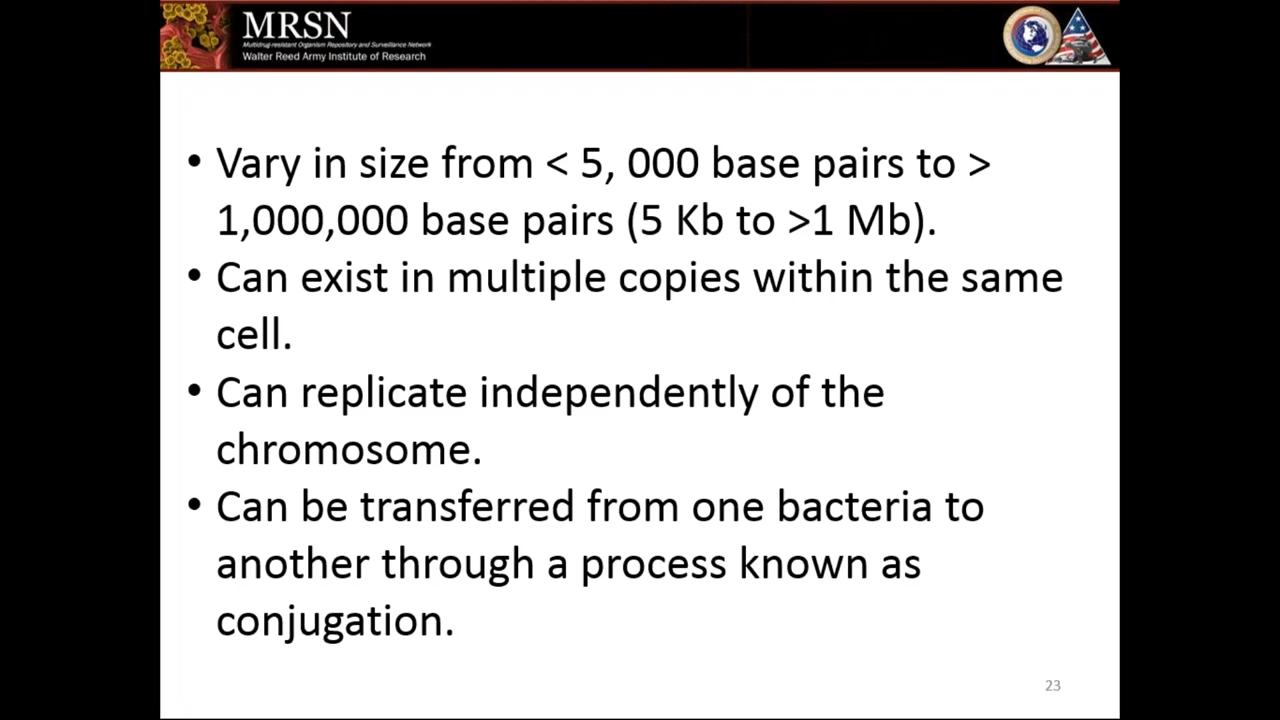 MRSN
Multidrug-resistant Organism Repository and Surveillance Network
Walter Reed Army Institute of Research
• Vary in size from < 5, 000 base pairs to >
1,000,000 base pairs (5 Kb to >1 Mb).
• Can exist in multiple copies within the same
cell.
• Can replicate independently of the
chromosome.
• Can be transferred from one bacteria to
another through a process known as
conjugation.
23